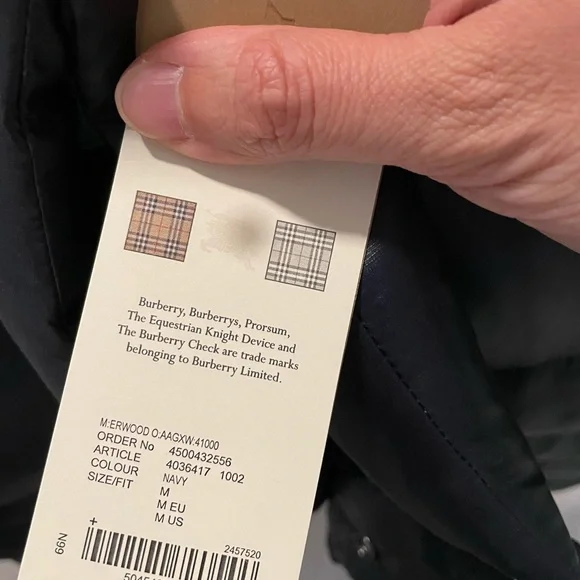 Burberry, Burberrys, Prorsum,
The Equestrian Knight Device and
The Burberry Check are trade marks
belonging to Burberry Limited.
M:ERWOOD O:AAGXW:41000
ORDER No 4500432556
ARTICLE 4036417 1002
COLOUR NAVY
SIZE/FIT M
M EU
M US
N99
2457520